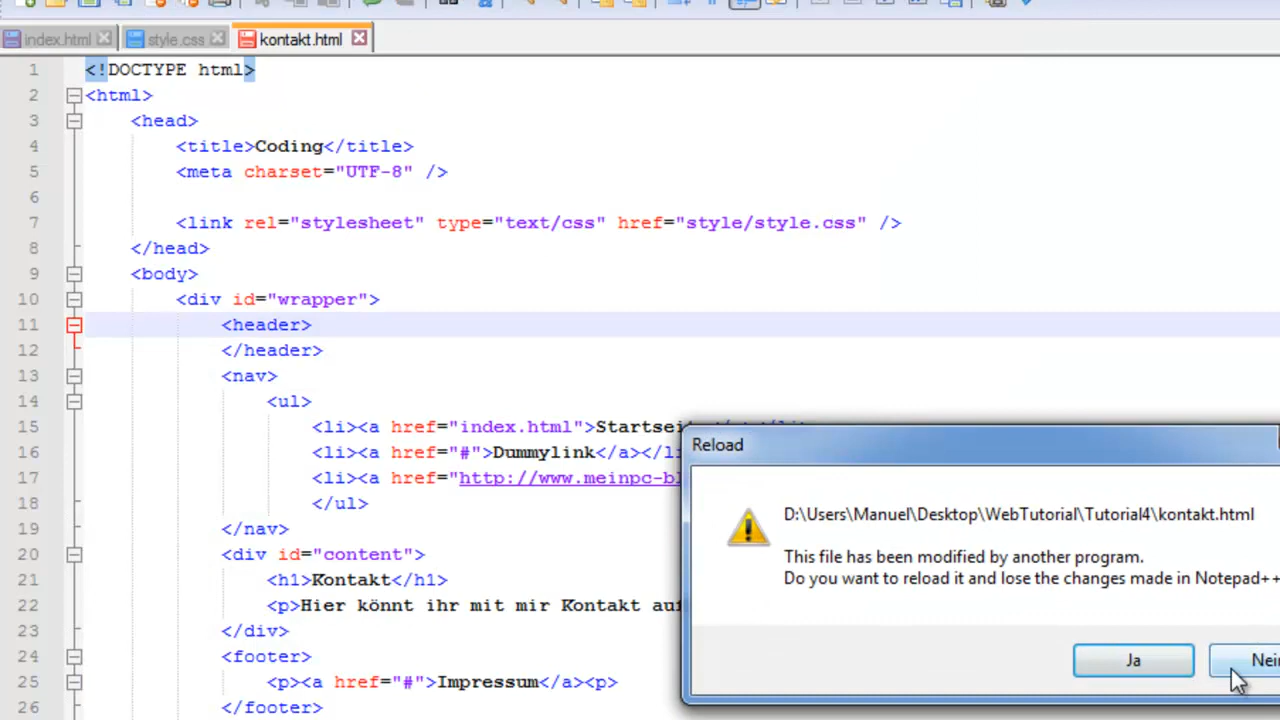 index.html style.css kontakt.html
1 <!DOCTYPE html>
2 <html>
3 <head>
4 <title>Coding</title>
5 <meta charset="UTF-8" />
6
7 <link rel="stylesheet" type="text/css" href="style/style.css" />
8 </head>
9 <body>
10 <div id="wrapper">
11 <header>
12 </header>
13 <nav>
14 <ul>
15 <li><a href="index.html">Startsei
16 <li><a href="#">Dummylink</a></l
17 <li><a href="http://www.meinpc-b
18 </ul>
19 </nav>
20 <div id="content">
21 <h1>Kontakt</h1>
22 <p>Hier könnt ihr mit mir Kontakt au
23 </div>
24 <footer>
25 <p><a href="#">Impressum</a><p>
26 </footer>
Reload
D:\Users\Manuel\Desktop\WebTutorial\Tutorial4\kontakt.html
This file has been modified by another program.
Do you want to reload it and lose the changes made in Notepad++
Ja Nein